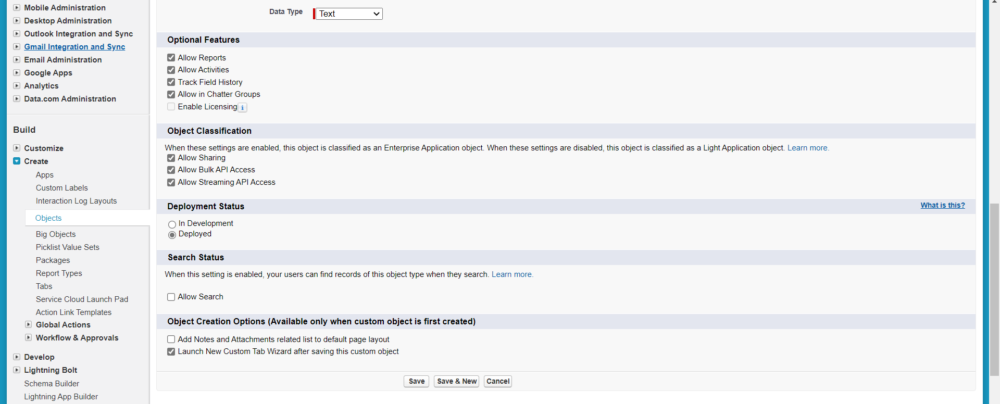 Mobile Administration
Desktop Administration
Outlook Integration and Sync
Gmail Integration and Sync
Email Administration
Google Apps
Analytics
Data.com Administration
Build
Customize
Create
Apps
Custom Labels
Interaction Log Layouts
Objects
Big Objects
Picklist Value Sets
Packages
Report Types
Tabs
Service Cloud Launch Pad
Action Link Templates
Global Actions
Workflow & Approvals
Develop
Lightning Bolt
Schema Builder
Lightning App Builder
Data Type Text
Optional Features
Allow Reports
Allow Activities
Track Field History
Allow in Chatter Groups
Enable Licensing i
Object Classification
When these settings are enabled, this object is classified as an Enterprise Application object. When these settings are disabled, this object is classified as a Light Application object. Learn more.
Allow Sharing
Allow Bulk API Access
Allow Streaming API Access
Deployment Status What is this?
In Development
Deployed
Search Status
When this setting is enabled, your users can find records of this object type when they search. Learn more.
Allow Search
Object Creation Options (Available only when custom object is first created)
Add Notes and Attachments related list to default page layout
Launch New Custom Tab Wizard after saving this custom object
Save Save & New Cancel